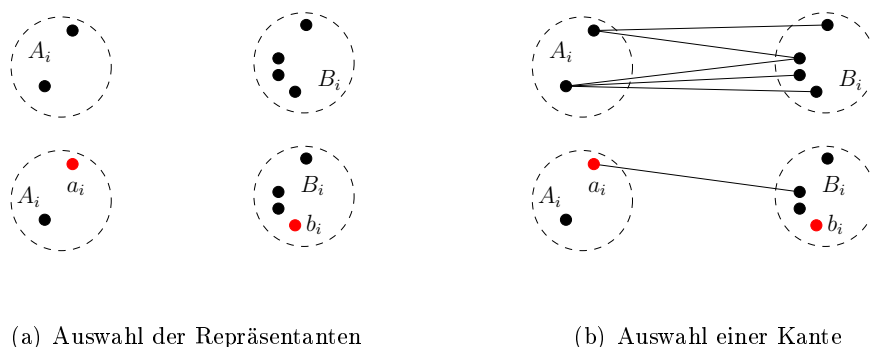 A_i
B_i
A_i
B_i
a_i
A_i
B_i
b_i
a_i
A_i
B_i
b_i
(a) Auswahl der Repräsentanten
(b) Auswahl einer Kante